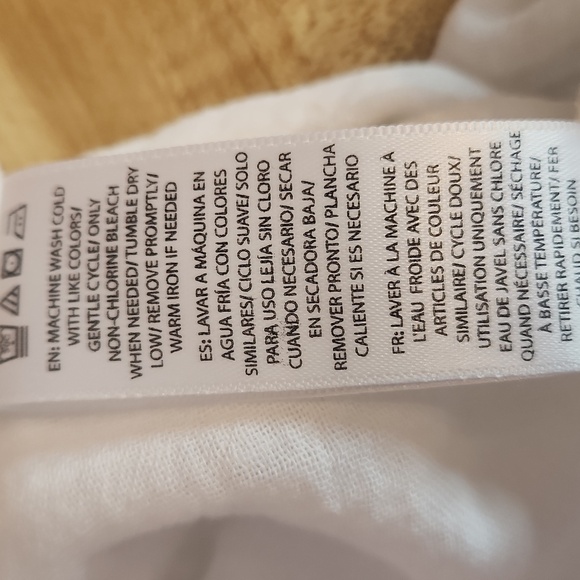 EN: MACHINE WASH COLD
WITH LIKE COLORS/
GENTLE CYCLE/ ONLY
NON-CHLORINE BLEACH
WHEN NEEDED/ TUMBLE DRY
LOW/ REMOVE PROMPTLY/
WARM IRON IF NEEDED
ES: LAVAR A MÁQUINA EN
AGUA FRÍA CON COLORES
SIMILARES/ CICLO SUAVE/ SOLO
PARA USO LEJÍA SIN CLORO
CUANDO NECESARIO/ SECAR
EN SECADORA BAJA/
REMOVER PRONTO/ PLANCHA
CALIENTE SI ES NECESARIO
FR: LAVER À LA MACHINE À
L'EAU FROIDE AVEC DES
ARTICLES DE COULEUR
SIMILAIRE/ CYCLE DOUX/
UTILISATION UNIQUEMENT
EAU DE JAVEL SANS CHLORE
QUAND NÉCESSAIRE/ SÉCHAGE
À BASSE TEMPÉRATURE/
RETIRER RAPIDEMENT/ FER
SI BESOIN